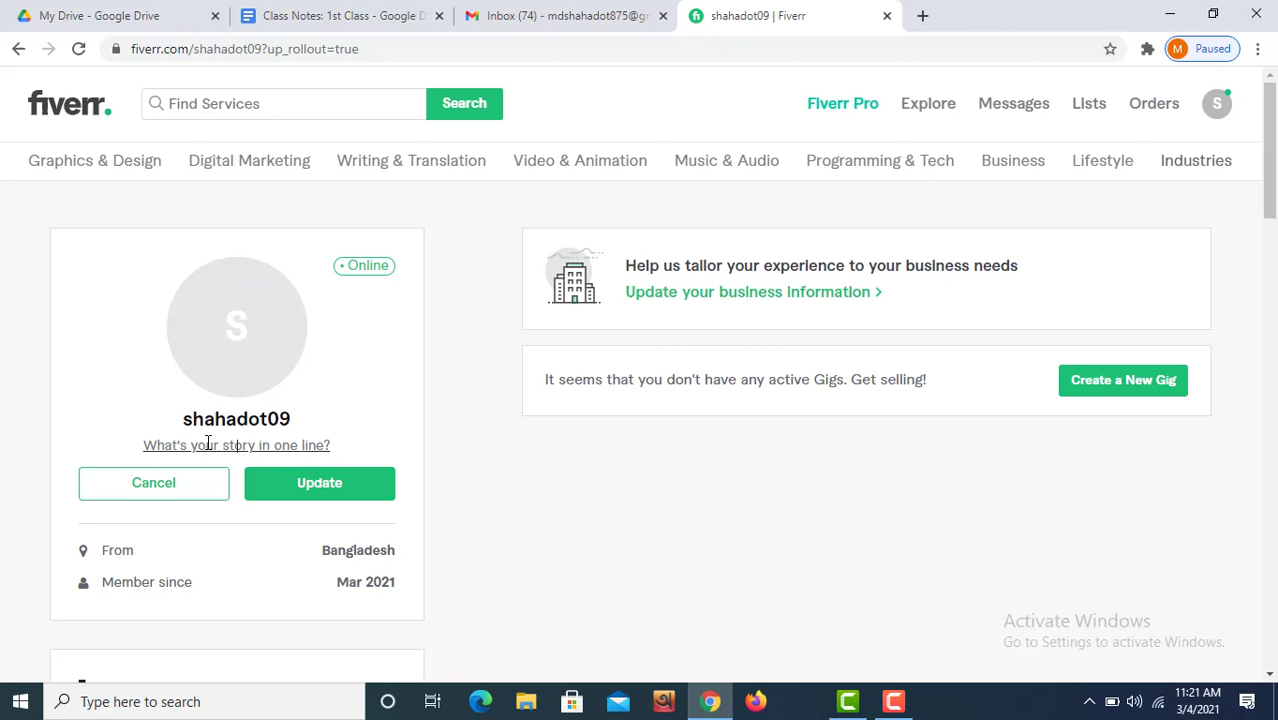 My Drive - Google Drive
Class Notes: 1st Class - Google D
Inbox (74) - mdshahadot875@g
shahadot09 | Fiverr
fiverr.com/shahadot09?up_rollout=true
M
Paused
fiverr.
Find Services
Search
Fiverr Pro
Explore
Messages
Lists
Orders
S
Graphics & Design
Digital Marketing
Writing & Translation
Video & Animation
Music & Audio
Programming & Tech
Business
Lifestyle
Industries
• Online
S
shahadot09
What's your story in one line?
Cancel
Update
From
Bangladesh
Member since
Mar 2021
Help us tailor your experience to your business needs
Update your business information >
It seems that you don't have any active Gigs. Get selling!
Create a New Gig
Activate Windows
Go to Settings to activate Windows.
Type here to search
11:21 AM
3/4/2021